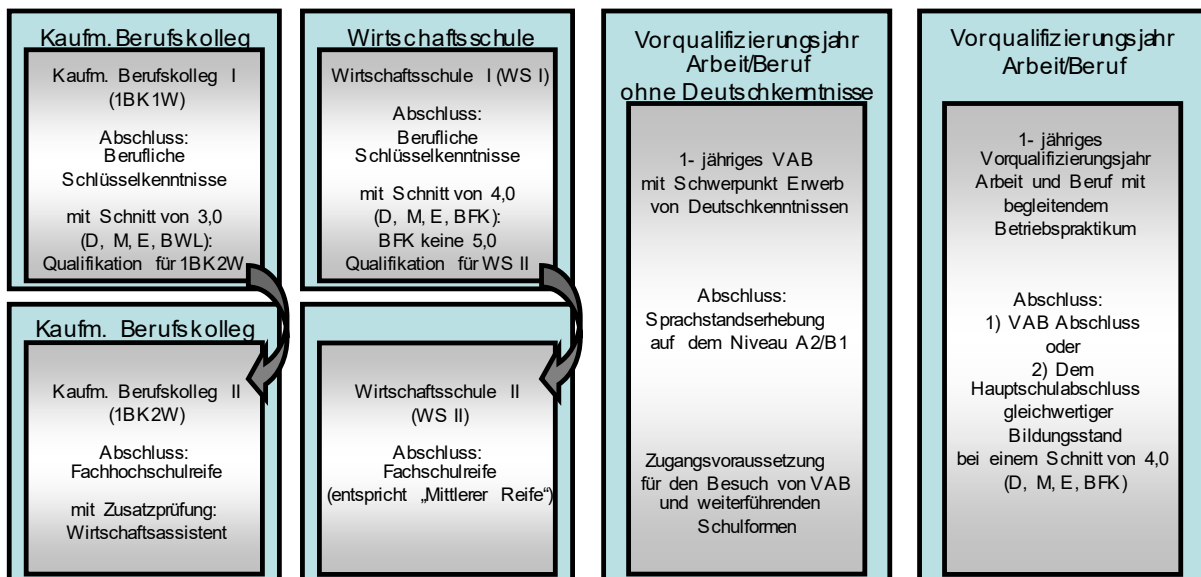 Kaufm. Berufskolleg
Kaufm. Berufskolleg I
(1BK1W)
Abschluss:
Berufliche
Schlüsselkenntnisse
mit Schnitt von 3,0
(D, M, E, BWL):
Qualifikation für 1BK2W
Kaufm. Berufskolleg
Kaufm. Berufskolleg II
(1BK2W)
Abschluss:
Fachhochschulreife
mit Zusatzprüfung:
Wirtschaftsassistent
Wirtschaftsschule
Wirtschaftsschule I (WS I)
Abschluss:
Berufliche
Schlüsselkenntnisse
mit Schnitt von 4,0
(D, M, E, BFK):
BFK keine 5,0
Qualifikation für WS II
Wirtschaftsschule II
(WS II)
Abschluss:
Fachschulreife
(entspricht „Mittlerer Reife“)
Vorqualifizierungsjahr
Arbeit/Beruf
ohne Deutschkenntnisse
1- jähriges VAB
mit Schwerpunkt Erwerb
von Deutschkenntnissen
Abschluss:
Sprachstandserhebung
auf dem Niveau A2/B1
Zugangsvoraussetzung
für den Besuch von VAB
und weiterführenden
Schulformen
Vorqualifizierungsjahr
Arbeit/Beruf
1- jähriges
Vorqualifizierungsjahr
Arbeit und Beruf mit
begleitendem
Betriebspraktikum
Abschluss:
1) VAB Abschluss
oder
2) Dem
Hauptschulabschluss
gleichwertiger
Bildungsstand
bei einem Schnitt von 4,0
(D, M, E, BFK)